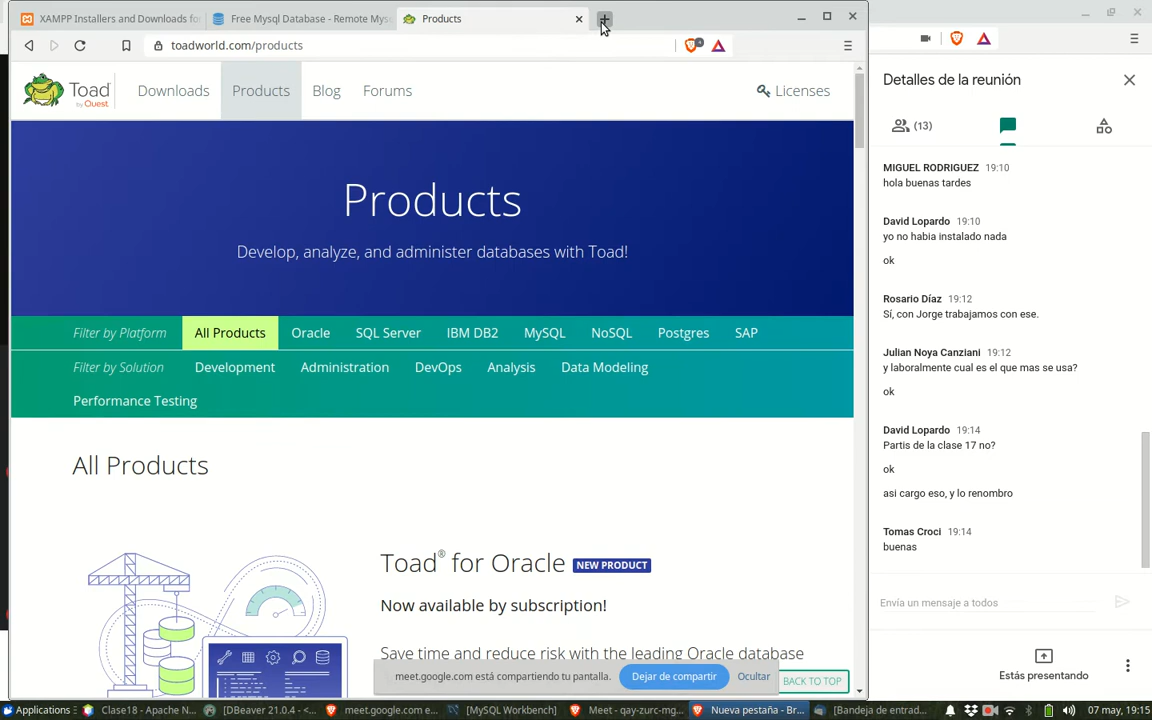 XAMPP Installers and Downloads for
Free Mysql Database - Remote Mys
Products
toadworld.com/products
Toad
by Quest
Downloads
Products
Blog
Forums
Licenses
Products
Develop, analyze, and administer databases with Toad!
Filter by Platform
All Products
Oracle
SQL Server
IBM DB2
MySQL
NoSQL
Postgres
SAP
Filter by Solution
Development
Administration
DevOps
Analysis
Data Modeling
Performance Testing
All Products
Toad® for Oracle NEW PRODUCT
Now available by subscription!
Save time and reduce risk with the leading Oracle database
BACK TO TOP
meet.google.com está compartiendo tu pantalla.
Dejar de compartir
Ocultar
Detalles de la reunión
(13)
MIGUEL RODRIGUEZ 19:10
hola buenas tardes
David Lopardo 19:10
yo no habia instalado nada
ok
Rosario Díaz 19:12
Sí, con Jorge trabajamos con ese.
Julian Noya Canziani 19:12
y laboralmente cual es el que mas se usa?
ok
David Lopardo 19:14
Partis de la clase 17 no?
ok
asi cargo eso, y lo renombro
Tomas Croci 19:14
buenas
Envía un mensaje a todos
Estás presentando
Applications
Clase18 - Apache N...
[DBeaver 21.0.4 - <...
meet.google.com e...
[MySQL Workbench]
Meet - qay-zurc-mg...
Nueva pestaña - Br...
[Bandeja de entrad...
07 may, 19:15